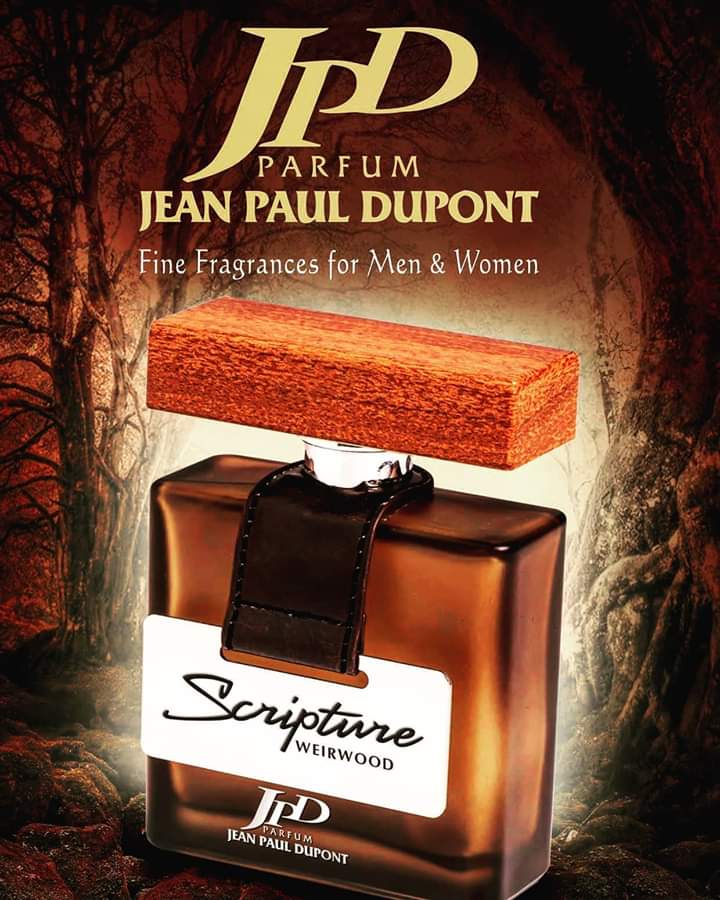 JPD
PARFUM
JEAN PAUL DUPONT
Fine Fragrances for Men & Women
Scripture
WEIRWOOD
JPD
PARFUM
JEAN PAUL DUPONT